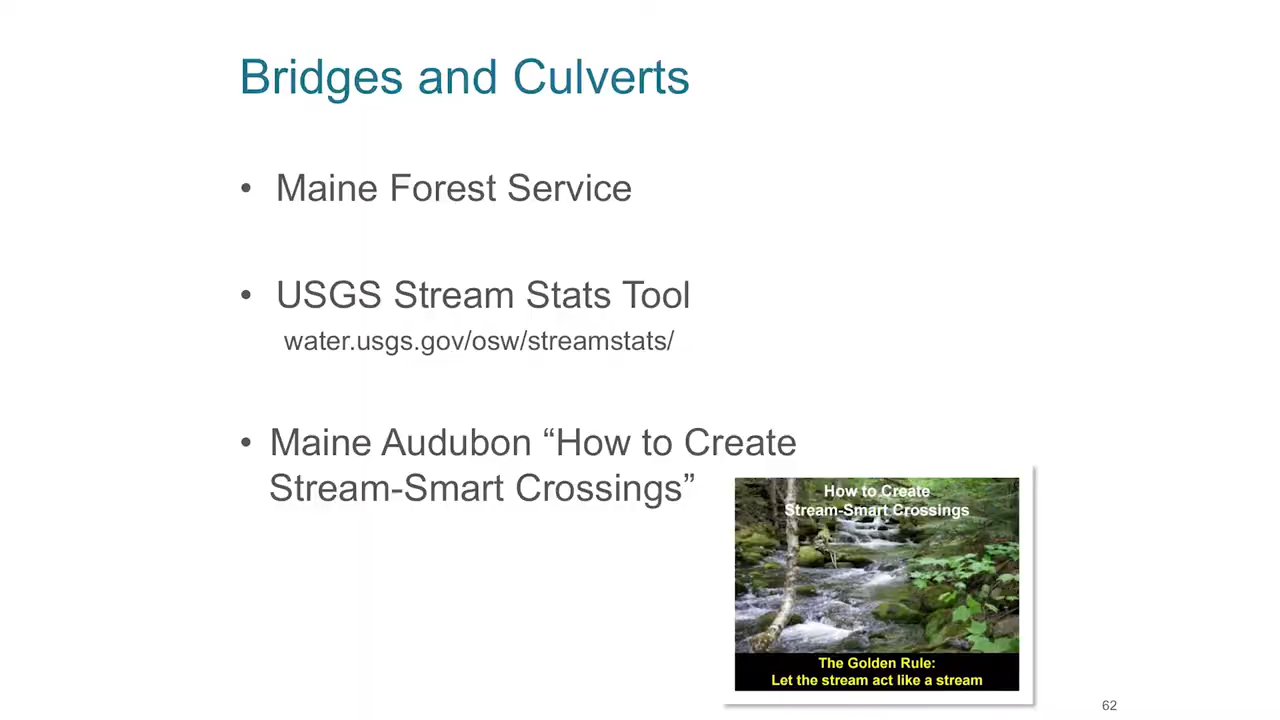 Bridges and Culverts
• Maine Forest Service
• USGS Stream Stats Tool
water.usgs.gov/osw/streamstats/
• Maine Audubon “How to Create
Stream-Smart Crossings”
How to Create
Stream-Smart Crossings
The Golden Rule:
Let the stream act like a stream
62